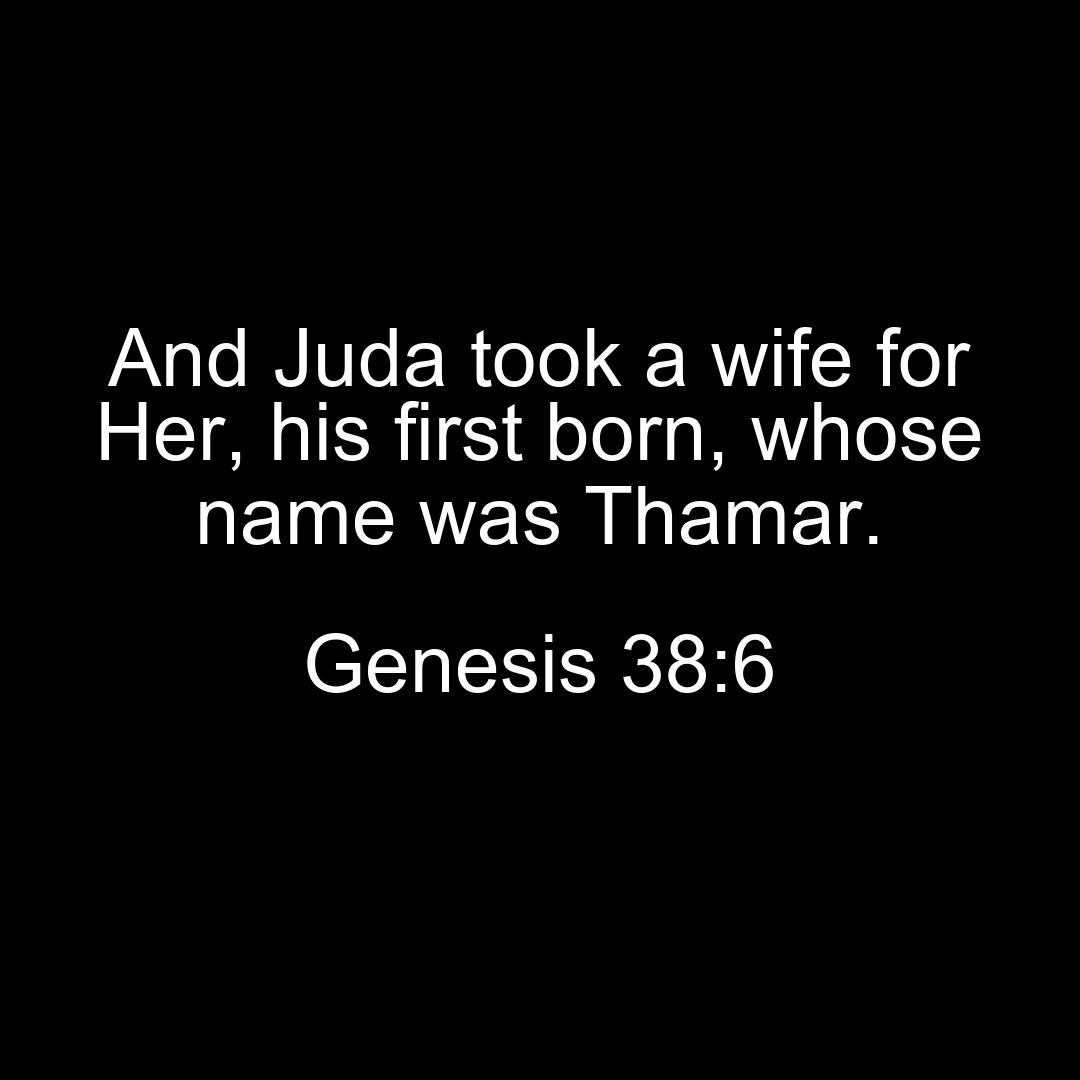 And Juda took a wife for
Her, his first born, whose
name was Thamar.
Genesis 38:6